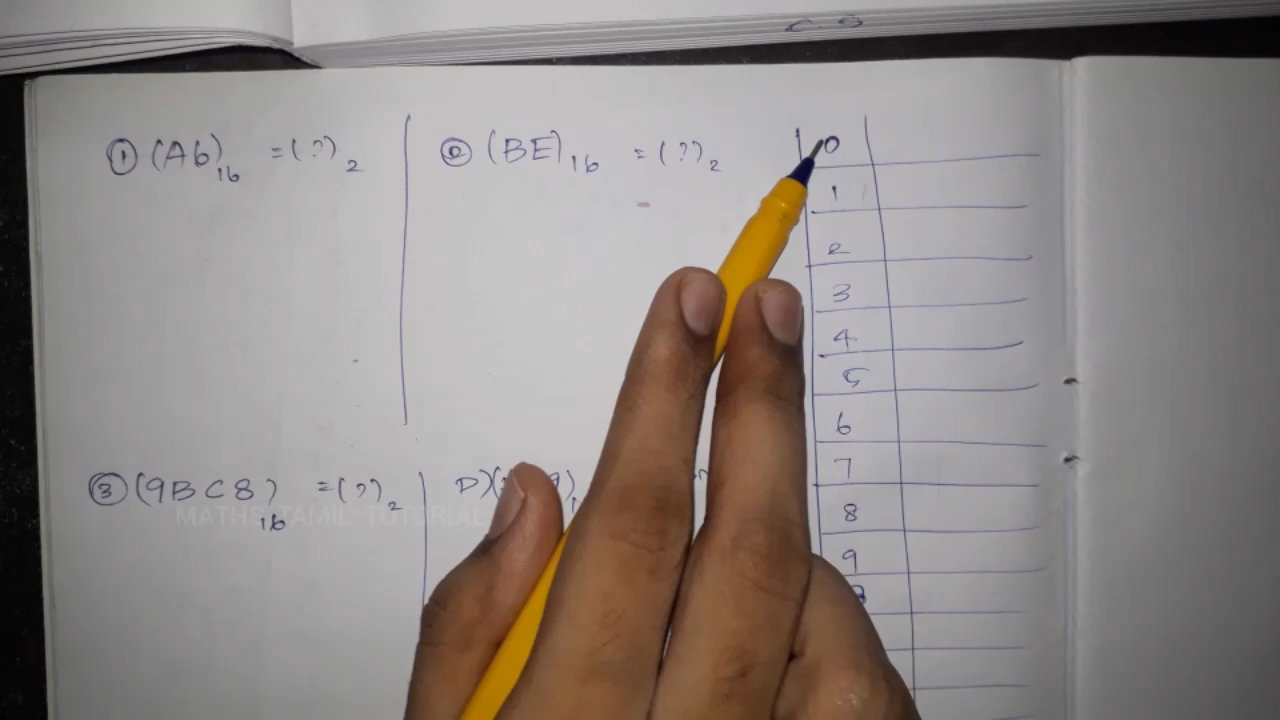 ① (A6)₁₆ = (?)₂
② (BE)₁₆ = (?)₂
③ (9BC8)₁₆ = (?)₂
D)(
MATHS TAMIL TUTORIAL
0
1
2
3
4
5
6
7
8
9